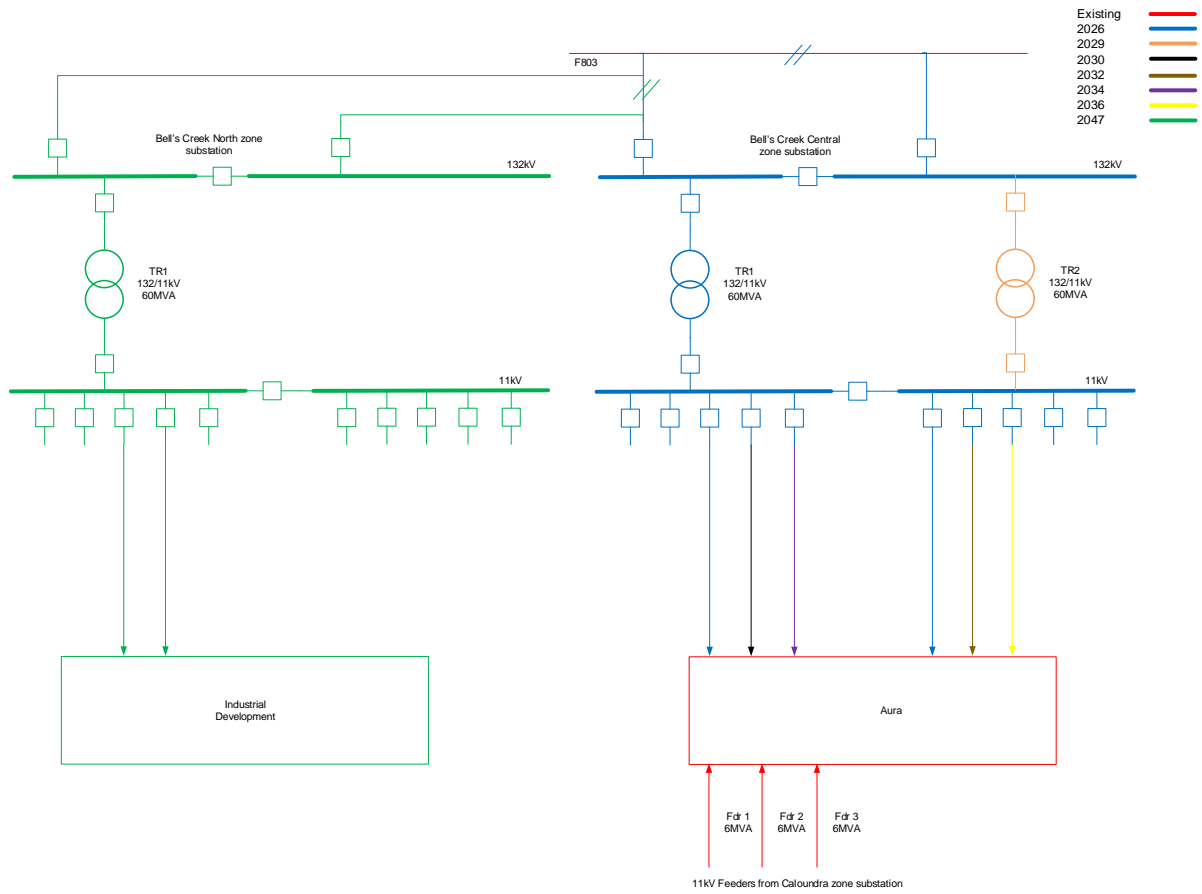 Existing
2026
2029
2030
2032
2034
2036
2047
F803
Bell's Creek North zone
substation
132kV
Bell's Creek Central
zone substation
132kV
TR1
132/11kV
60MVA
TR1
132/11kV
60MVA
TR2
132/11kV
60MVA
11kV
11kV
Industrial
Development
Aura
Fdr 1
6MVA
Fdr 2
6MVA
Fdr 3
6MVA
11kV Feeders from Caloundra zone substation